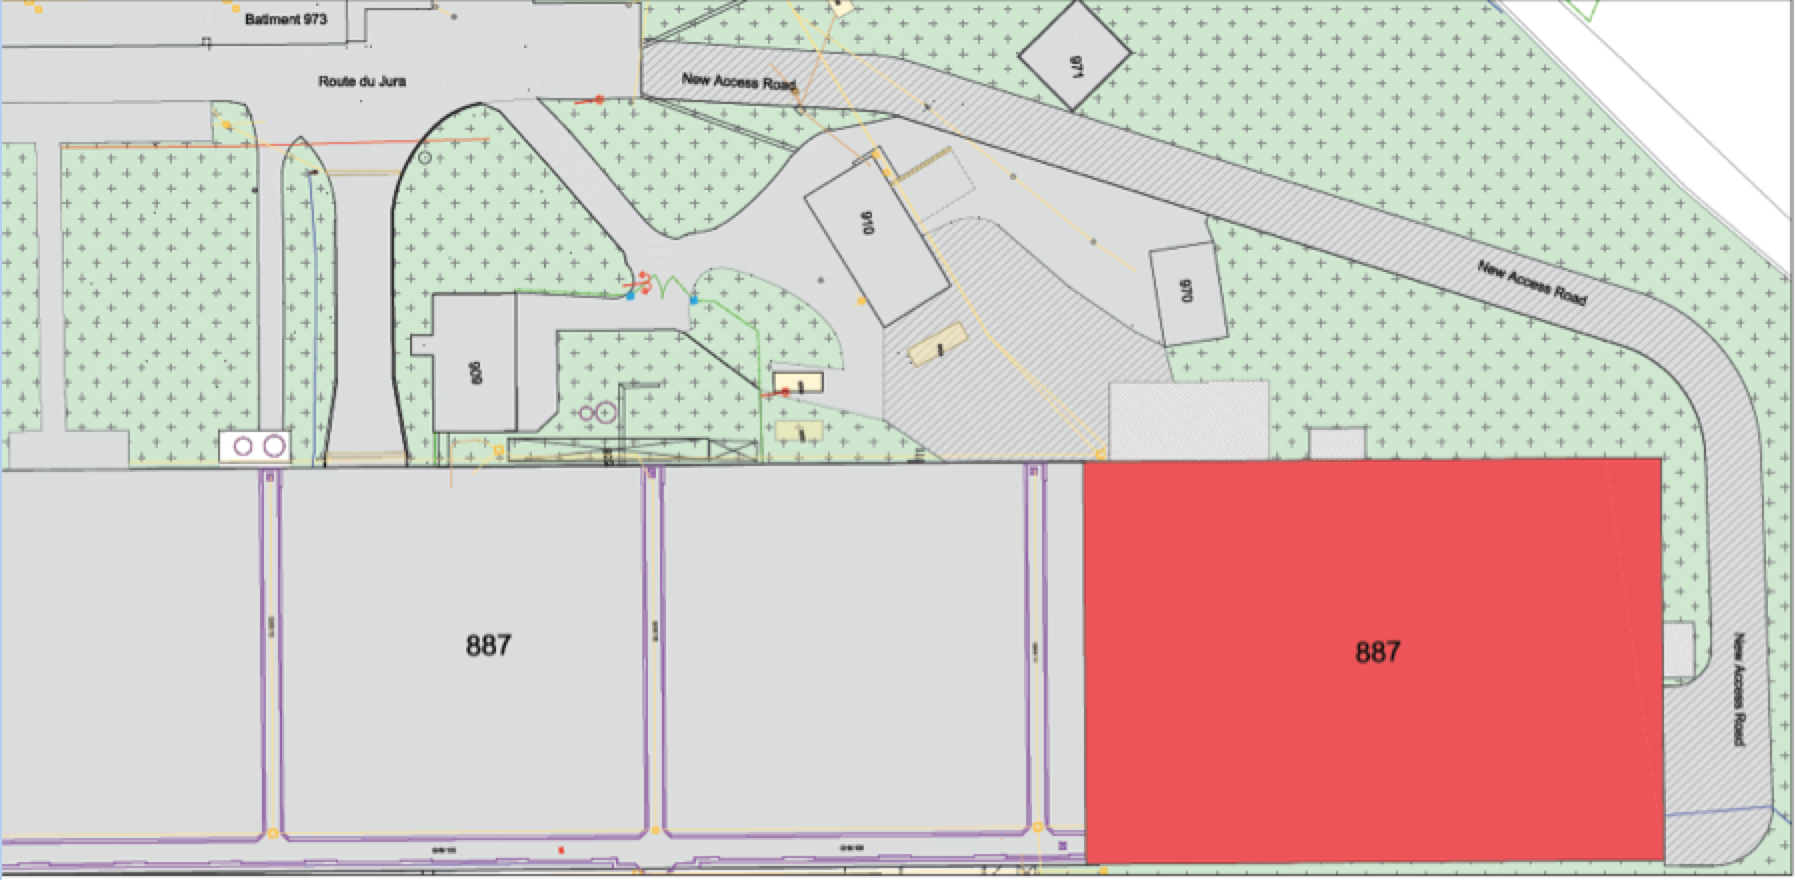 Batiment 973
Route du Jura
New Access Road
971
910
970
New Access Road
909
887
887
New Access Road